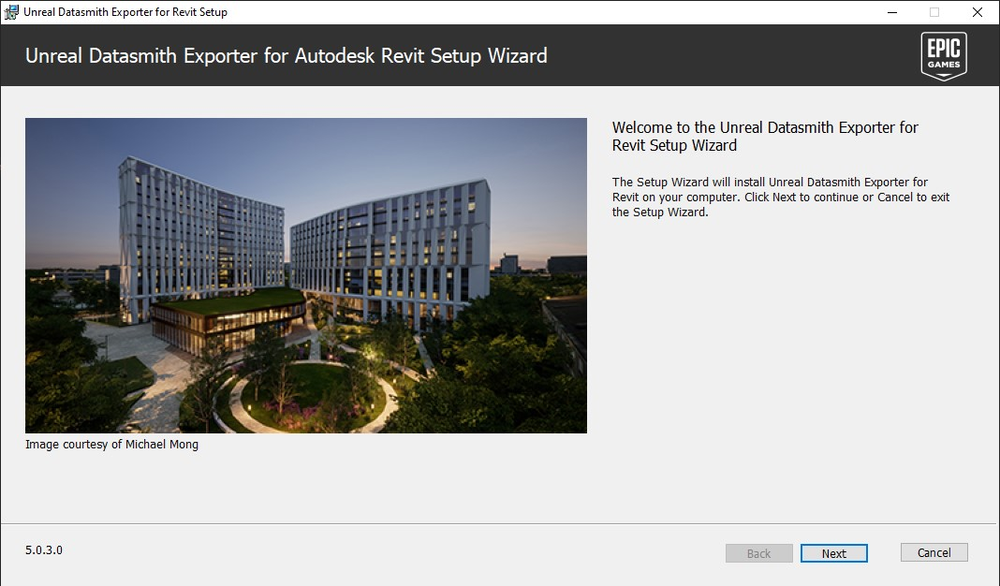 Unreal Datasmith Exporter for Revit Setup
Unreal Datasmith Exporter for Autodesk Revit Setup Wizard
EPIC
GAMES
Welcome to the Unreal Datasmith Exporter for
Revit Setup Wizard
The Setup Wizard will install Unreal Datasmith Exporter for
Revit on your computer. Click Next to continue or Cancel to exit
the Setup Wizard.
Image courtesy of Michael Mong
5.0.3.0
Back
Next
Cancel